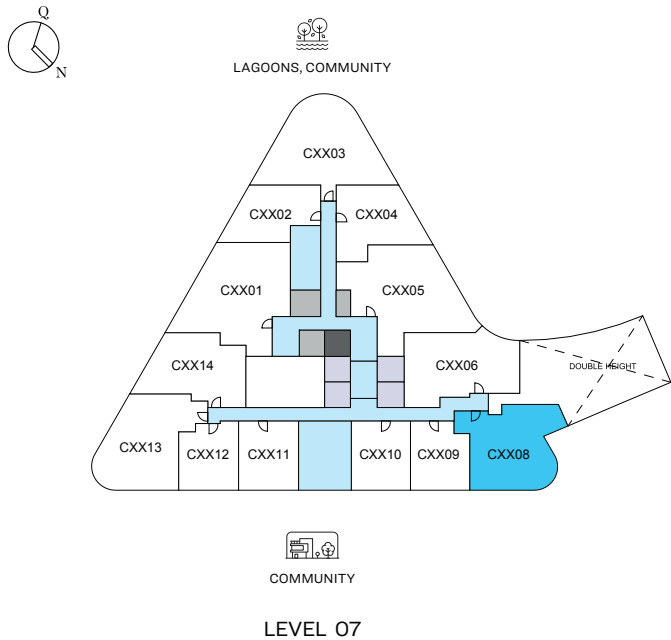 Q
N
LAGOONS, COMMUNITY
CXX03
CXX02
CXX04
CXX01
CXX05
CXX14
CXX06
DOUBLE HEIGHT
CXX13
CXX12
CXX11
CXX10
CXX09
CXX08
COMMUNITY
LEVEL 07